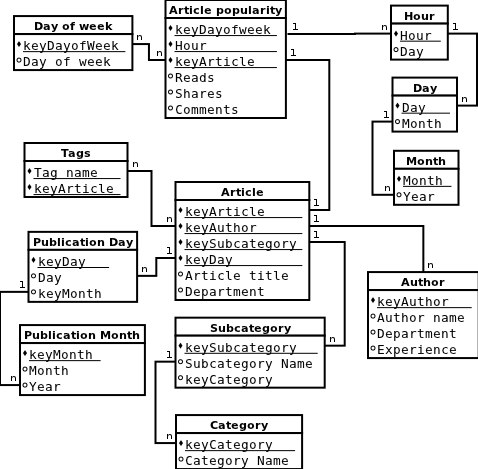 Day of week
keyDayofWeek
Day of week
n
n
Article popularity
keyDayofweek
Hour
keyArticle
Reads
Shares
Comments
1
n
1
Hour
Hour
Day
1
n
Day
Day
Month
1
n
Month
Month
Year
Tags
Tag name
keyArticle
n
n
Article
keyArticle
keyAuthor
keySubcategory
keyDay
Article title
Department
1
1
1
1
n
Publication Day
keyDay
Day
keyMonth
n
1
n
Publication Month
keyMonth
Month
Year
Author
keyAuthor
Author name
Department
Experience
n
Subcategory
keySubcategory
Subcategory Name
keyCategory
1
n
Category
keyCategory
Category Name